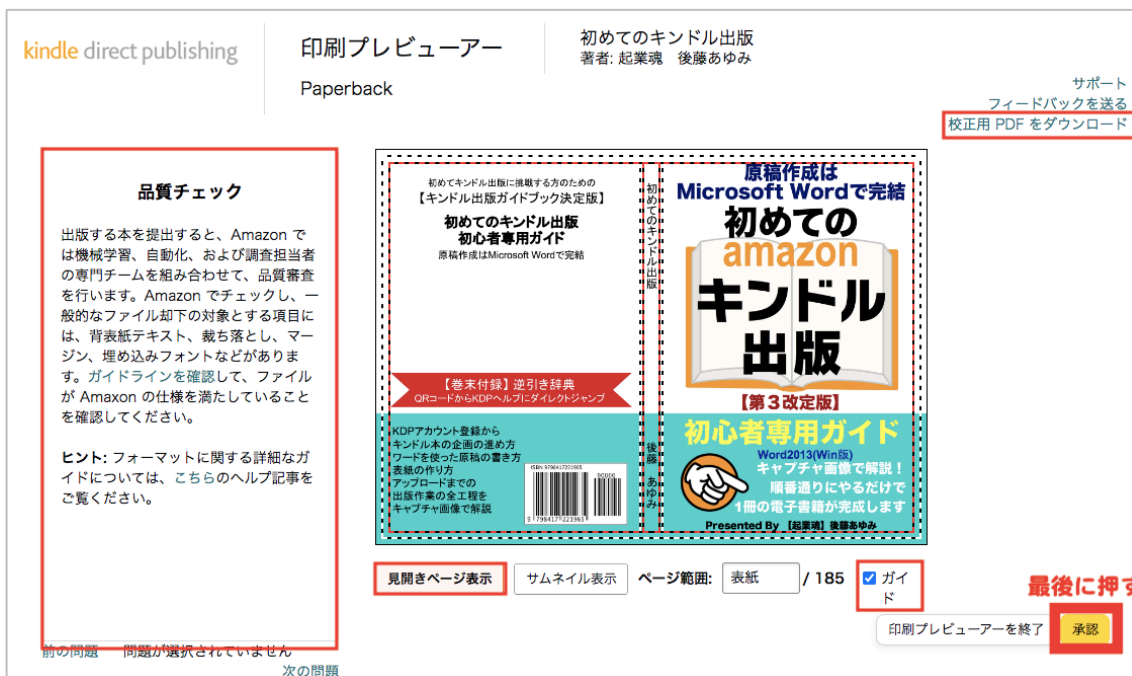 kindle direct publishing
印刷プレビューアー
Paperback
初めてのキンドル出版
著者: 起業魂　後藤あゆみ
サポート
フィードバックを送る
校正用 PDF をダウンロード
品質チェック
出版する本を提出すると、Amazon で
は機械学習、自動化、および調査担当者
の専門チームを組み合わせて、品質審査
を行います。Amazon でチェックし、一
般的なファイル却下の対象とする項目に
は、背表紙テキスト、裁ち落とし、マー
ジン、埋め込みフォントなどがありま
す。ガイドラインを確認して、ファイル
が Amaxon の仕様を満たしていること
を確認してください。
ヒント: フォーマットに関する詳細なガ
イドについては、こちらのヘルプ記事を
ご覧ください。
前の問題　問題が選択されていません
次の問題
初めてキンドル出版に挑戦する方のための
【キンドル出版ガイドブック決定版】
初めてのキンドル出版
初心者専用ガイド
原稿作成はMicrosoft Wordで完結
【巻末付録】逆引き辞典
QRコードからKDPヘルプにダイレクトジャンプ
KDPアカウント登録から
キンドル本の企画の進め方
ワードを使った原稿の書き方
表紙の作り方
アップロードまでの
出版作業の全工程を
キャプチャ画像で解説
ISBN 9798417221965
90000
9 798417 221965
初めてのキンドル出版
後藤　あゆみ
原稿作成は
Microsoft Wordで完結
初めての
amazon
キンドル
出版
【第３改定版】
初心者専用ガイド
Word2013(Win版)
キャプチャ画像で解説！
順番通りにやるだけで
1冊の電子書籍が完成します
Presented By 【起業魂】後藤あゆみ
見開きページ表示
サムネイル表示
ページ範囲:
表紙
/ 185
ガイ
ド
最後に押す
印刷プレビューアーを終了
承認